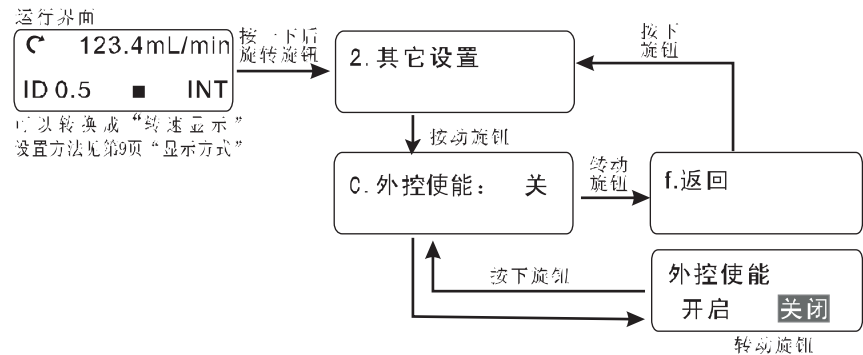 运行界面
123.4mL/min
ID 0.5 ■ INT
可以转换成“转速显示”
设置方法见第9页“显示方式”
按一下后
旋转旋钮
2.其它设置
按下
旋钮
按动旋钮
C.外控使能： 关
转动
旋钮
f.返回
按下旋钮
外控使能
开启 关闭
转动旋钮